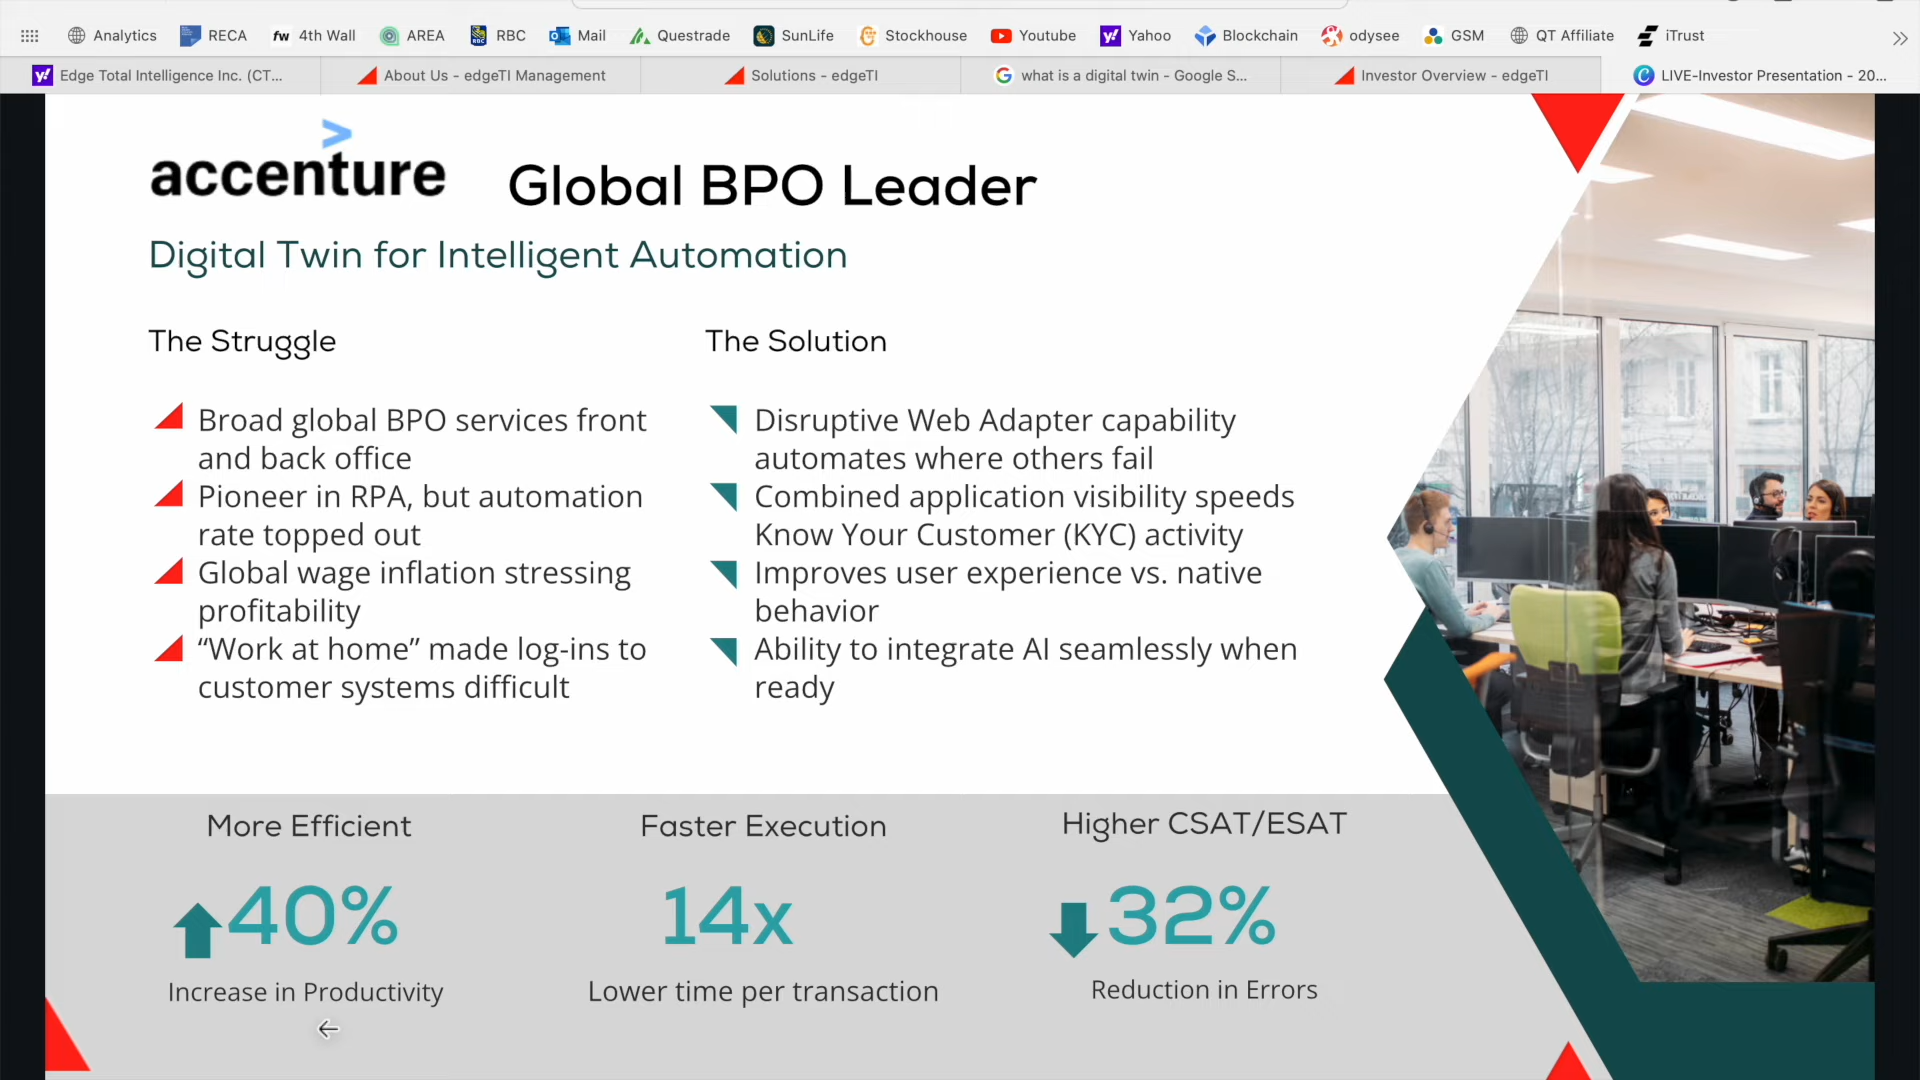 Analytics RECA fw 4th Wall AREA RBC Mail Questrade SunLife Stockhouse Youtube Yahoo Blockchain odysee GSM QT Affiliate iTrust
Edge Total Intelligence Inc. (CT... About Us - edgeTI Management Solutions - edgeTI what is a digital twin - Google S... Investor Overview - edgeTI LIVE-Investor Presentation - 20...
accenture
Global BPO Leader
Digital Twin for Intelligent Automation
The Struggle
Broad global BPO services front
and back office
Pioneer in RPA, but automation
rate topped out
Global wage inflation stressing
profitability
“Work at home” made log-ins to
customer systems difficult
The Solution
Disruptive Web Adapter capability
automates where others fail
Combined application visibility speeds
Know Your Customer (KYC) activity
Improves user experience vs. native
behavior
Ability to integrate AI seamlessly when
ready
More Efficient
40%
Increase in Productivity
Faster Execution
14x
Lower time per transaction
Higher CSAT/ESAT
32%
Reduction in Errors